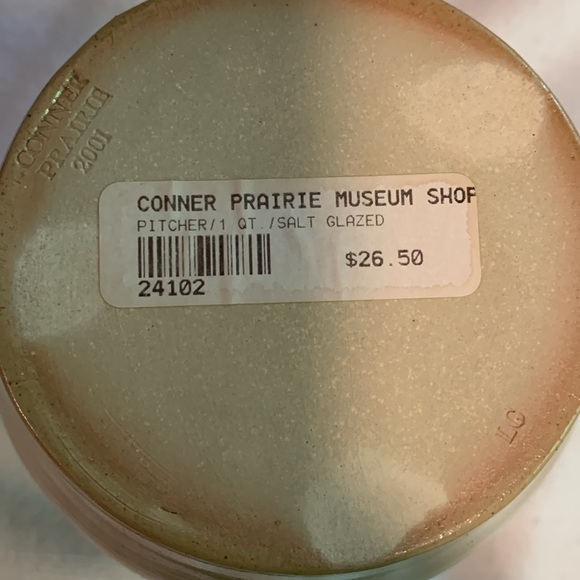 CONNER
PRAIRIE
2001
CONNER PRAIRIE MUSEUM SHOP
PITCHER/1 QT./SALT GLAZED
$26.50
24102
LG